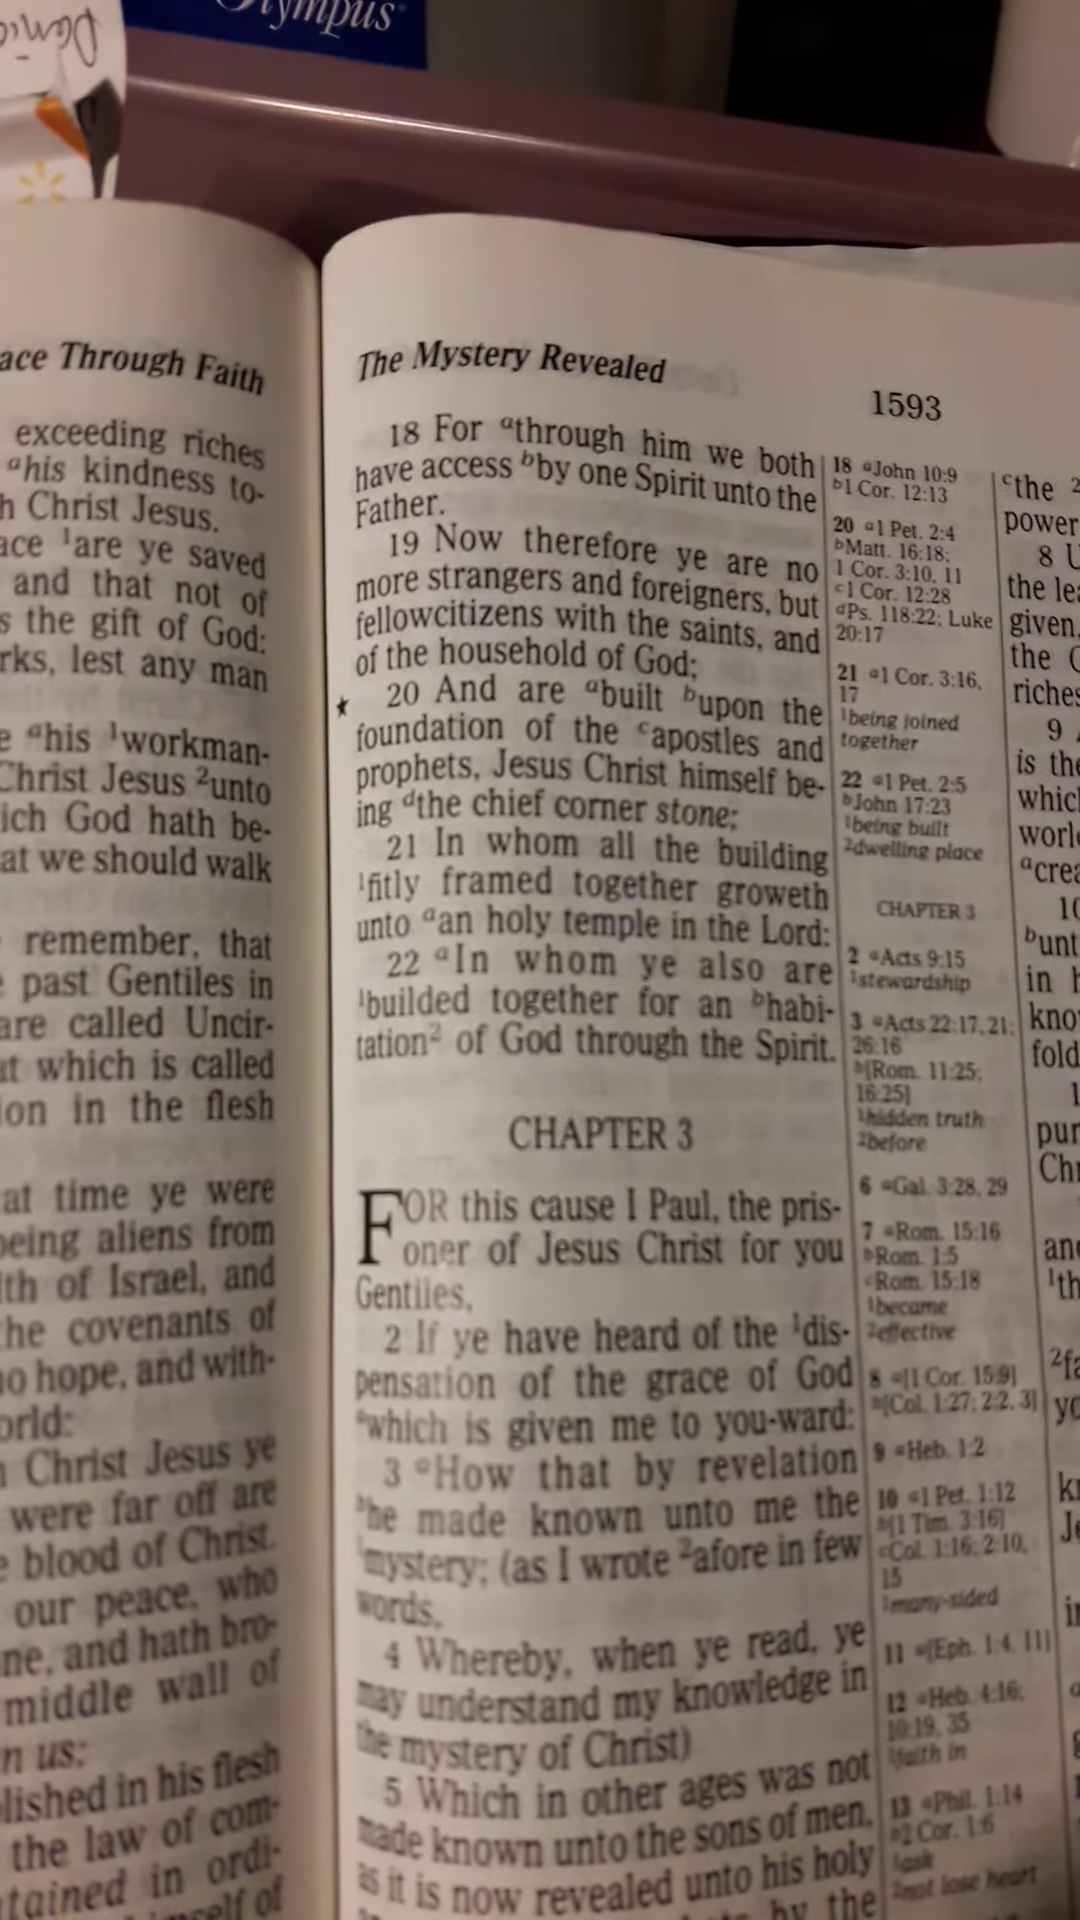 Olympus
ace Through Faith
exceeding riches
ᵃhis kindness to-
h Christ Jesus.
ace ¹are ye saved
and that not of
s the gift of God:
rks, lest any man
e ᵃhis ¹workman-
Christ Jesus ²unto
ich God hath be-
at we should walk
remember, that
past Gentiles in
are called Uncir-
at which is called
ion in the flesh
at time ye were
being aliens from
lth of Israel, and
the covenants of
no hope, and with-
orld:
n Christ Jesus ye
were far off are
e blood of Christ.
our peace, who
ne, and hath bro-
middle wall of
n us;
lished in his flesh
the law of com-
tained in ordi-
imself of
The Mystery Revealed
1593
18 For ᵃthrough him we both
have access ᵇby one Spirit unto the
Father.
19 Now therefore ye are no
more strangers and foreigners, but
fellowcitizens with the saints, and
of the household of God;
★ 20 And are ᵃbuilt ᵇupon the
foundation of the ᶜapostles and
prophets, Jesus Christ himself be-
ing ᵈthe chief corner stone;
21 In whom all the building
¹fitly framed together groweth
unto ᵃan holy temple in the Lord:
22 ᵃIn whom ye also are
¹builded together for an ᵇhabi-
tation² of God through the Spirit.
CHAPTER 3
FOR this cause I Paul, the pris-
oner of Jesus Christ for you
Gentiles,
2 If ye have heard of the ¹dis-
pensation of the grace of God
ᵃwhich is given me to you-ward:
3 ᵃHow that by revelation
ᵇhe made known unto me the
¹mystery; (as I wrote ²afore in few
words,
4 Whereby, when ye read, ye
may understand my knowledge in
the mystery of Christ)
5 Which in other ages was not
made known unto the sons of men,
as it is now revealed unto his holy
by the
18 ᵃJohn 10:9
ᵇ1 Cor. 12:13
20 ᵃ1 Pet. 2:4
ᵇMatt. 16:18;
1 Cor. 3:10, 11
ᶜ1 Cor. 12:28
ᵈPs. 118:22; Luke
20:17
21 ᵃ1 Cor. 3:16,
17
¹being joined
together
22 ᵃ1 Pet. 2:5
ᵇJohn 17:23
¹being built
²dwelling place
CHAPTER 3
2 ᵃActs 9:15
¹stewardship
3 ᵃActs 22:17, 21;
26:16
ᵇ[Rom. 11:25;
16:25]
¹hidden truth
²before
6 ᵃGal. 3:28, 29
7 ᵃRom. 15:16
ᵇRom. 1:5
ᶜRom. 15:18
¹became
²effective
8 ᵃ[1 Cor. 15:9]
ᵇ[Col. 1:27; 2:2, 3]
9 ᵃHeb. 1:2
10 ᵃ1 Pet. 1:12
ᵇ[1 Tim. 3:16]
ᶜCol. 1:16; 2:10,
15
¹many-sided
11 ᵃ[Eph. 1:4, 11]
12 ᵃHeb. 4:16;
10:19, 35
¹faith in
13 ᵃPhil. 1:14
ᵇ2 Cor. 1:6
¹ask
²not lose heart
ᶜthe
power
8
the
given,
the
riches
9
is the
which
world
ᵃcrea
10
ᵇunt
in
know
fold
pur
Chr
and
¹th
²fa
yo